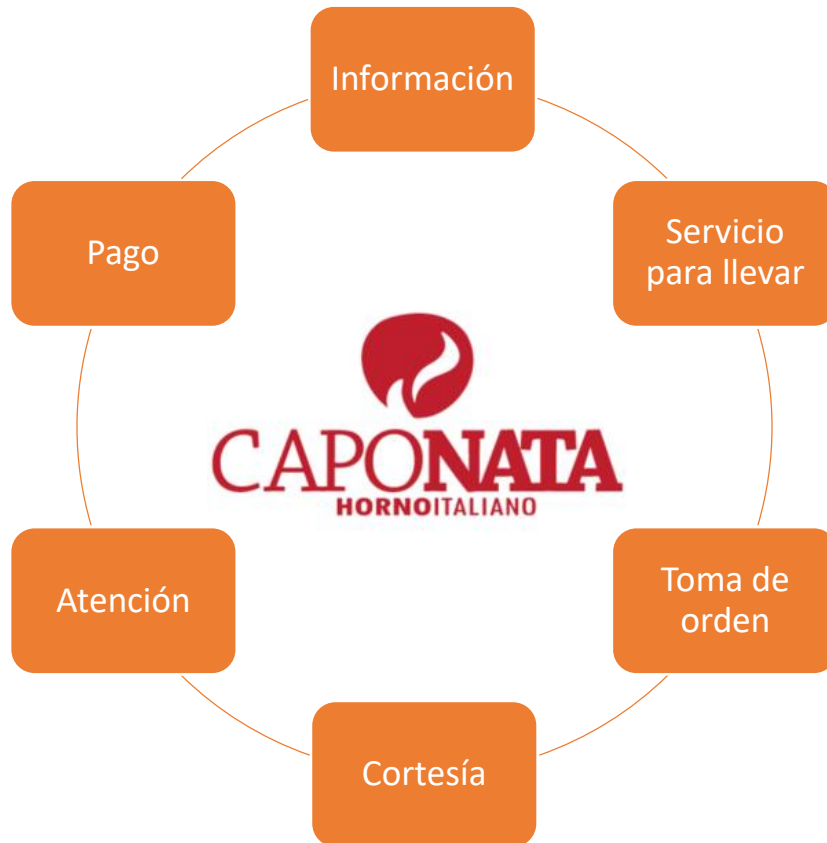 Información
Servicio
para llevar
Toma de
orden
Cortesía
Atención
Pago
CAPONATA
HORNOITALIANO